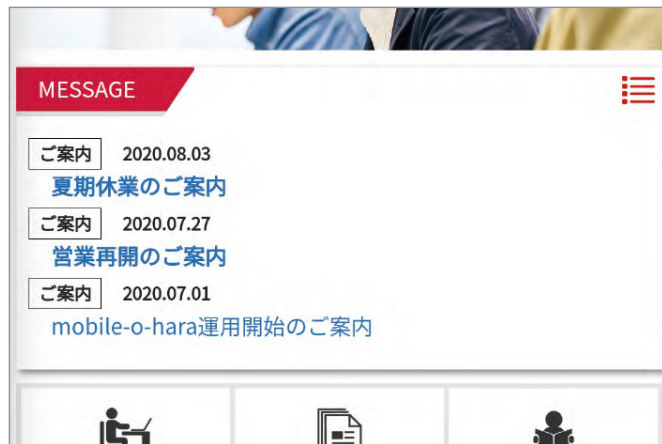 MESSAGE
ご案内 2020.08.03
夏期休業のご案内
ご案内 2020.07.27
営業再開のご案内
ご案内 2020.07.01
mobile-o-hara運用開始のご案内